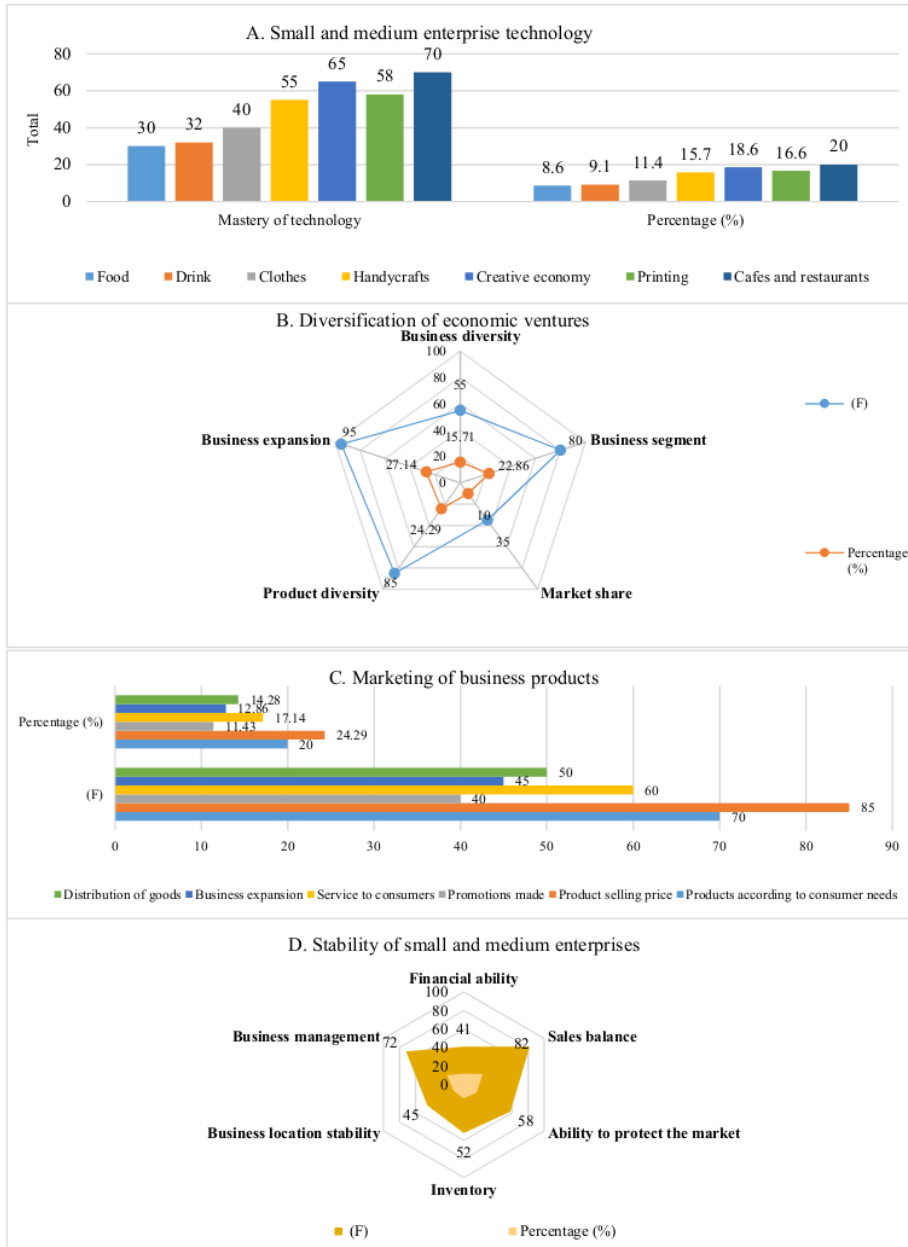 A. Small and medium enterprise technology
80
60
40
20
0
Total
30
32
40
55
65
58
70
8.6
9.1
11.4
15.7
18.6
16.6
20
Mastery of technology
Percentage (%)
Food
Drink
Clothes
Handycrafts
Creative economy
Printing
Cafes and restaurants
B. Diversification of economic ventures
Business diversity
100
80
60
40
20
0
55
15.71
Business expansion
95
27.14
80
Business segment
22.86
10
35
24.29
85
Product diversity
Market share
(F)
Percentage
(%)
C. Marketing of business products
Percentage (%)
14.28
12.86
17.14
11.43
24.29
20
(F)
50
45
60
40
85
70
0
10
20
30
40
50
60
70
80
90
Distribution of goods
Business expansion
Service to consumers
Promotions made
Product selling price
Products according to consumer needs
D. Stability of small and medium enterprises
Financial ability
100
80
60
40
20
0
41
Business management
72
82
Sales balance
45
58
Business location stability
Ability to protect the market
52
Inventory
(F)
Percentage (%)